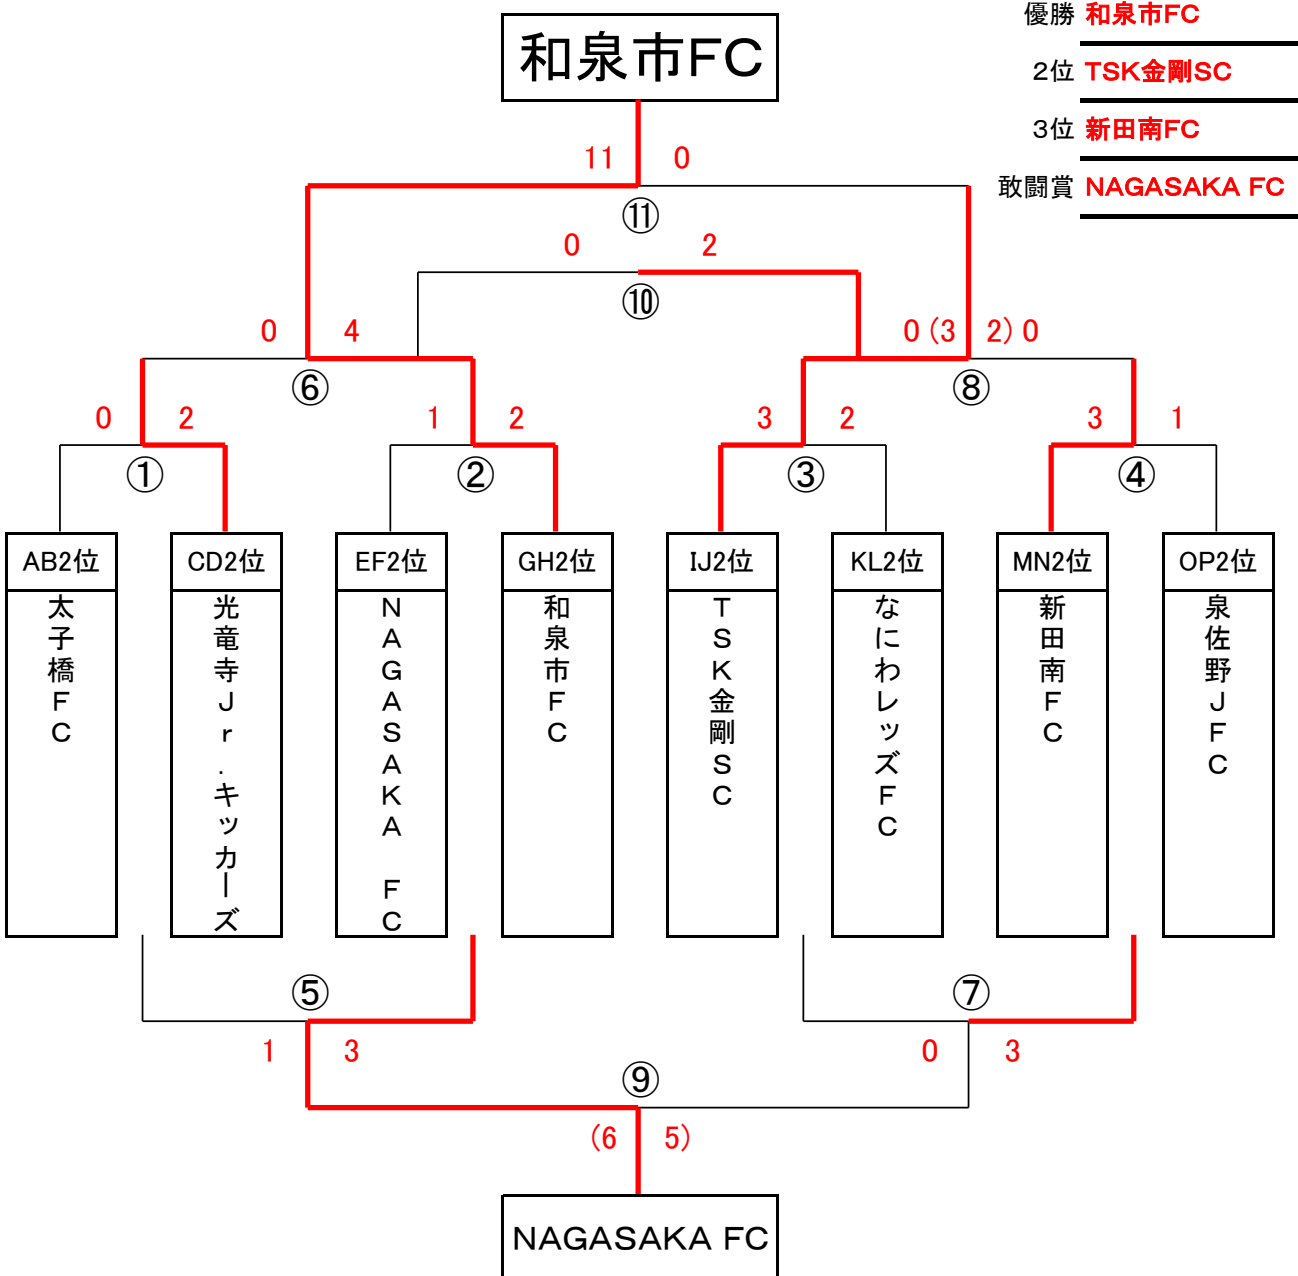 優勝 和泉市FC
2位 TSK金剛SC
3位 新田南FC
敢闘賞 NAGASAKA FC
和泉市FC
11 0
⑪
0 2
⑩
0 4
0 (3 2) 0
⑥ ⑧
0 2 1 2 3 2 3 1
① ② ③ ④
AB2位 CD2位 EF2位 GH2位 IJ2位 KL2位 MN2位 OP2位
太子橋FC
光竜寺Jr.キッカーズ
NAGASAKA FC
和泉市FC
TSK金剛SC
なにわレッズFC
新田南FC
泉佐野JFC
⑤ ⑦
1 3 0 3
⑨
(6 5)
NAGASAKA FC